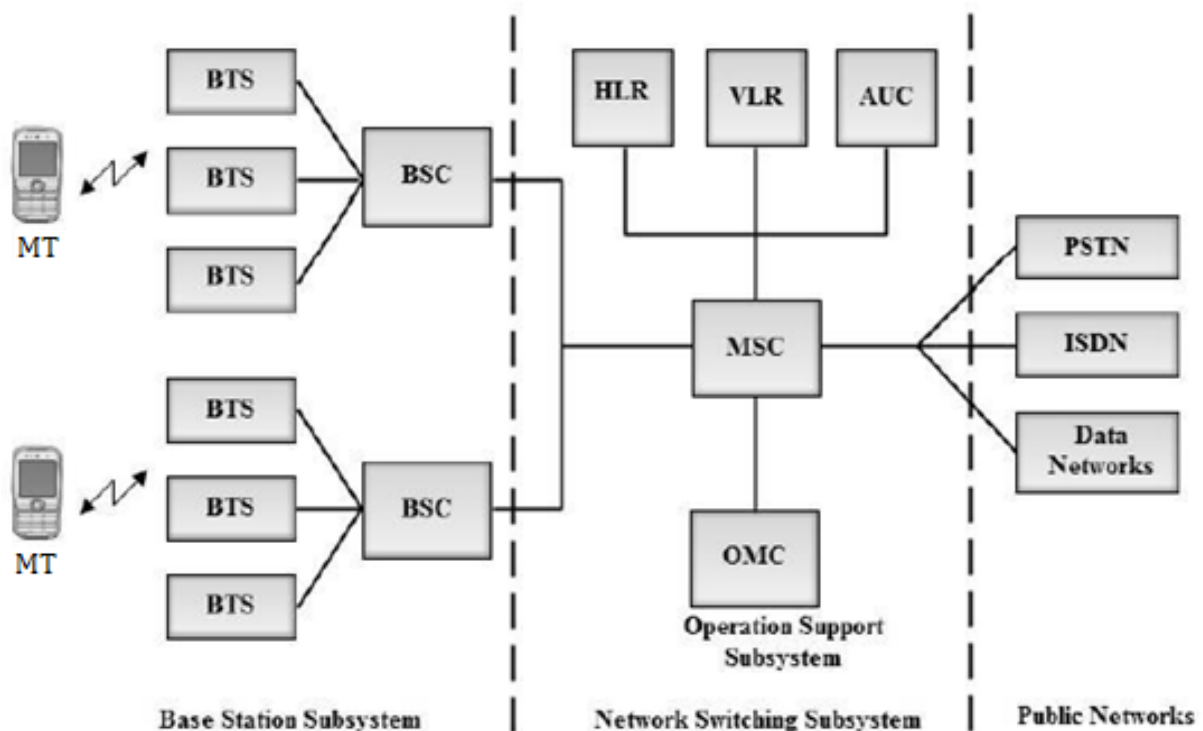 BTS
BTS
BTS
BSC
MT
BTS
BTS
BTS
BSC
MT
Base Station Subsystem
HLR
VLR
AUC
MSC
OMC
Operation Support
Subsystem
Network Switching Subsystem
PSTN
ISDN
Data
Networks
Public Networks